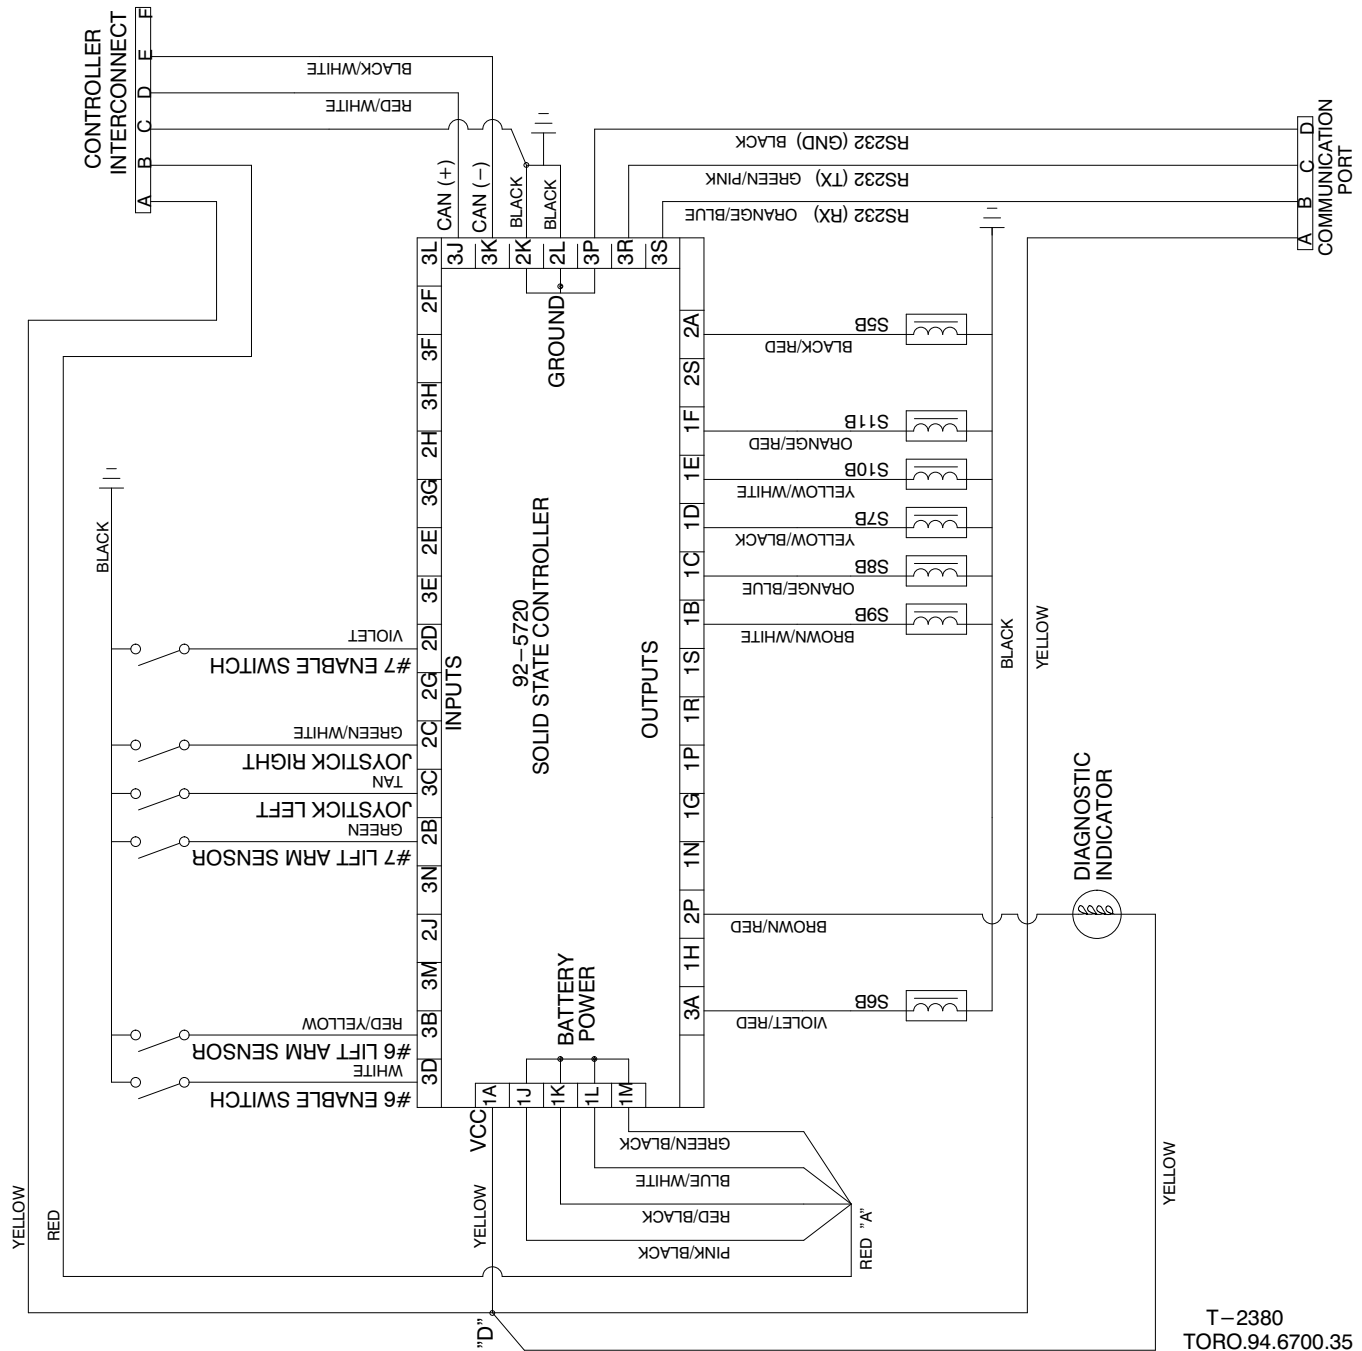 CONTROLLER
INTERCONNECT
A
B
C
D
E
F
BLACK/WHITE
RED/WHITE
CAN (+)
CAN (−)
BLACK
BLACK
RS232 (GND) BLACK
RS232 (TX) GREEN/PINK
RS232 (RX) ORANGE/BLUE
A
B
C
D
COMMUNICATION
PORT
3L
3J
3K
2K
2L
3P
3R
3S
GROUND
2F
3F
3H
2H
3G
2E
3E
2D
2G
2C
3C
2B
3N
2J
3M
3B
3D
INPUTS
92−5720
SOLID STATE CONTROLLER
OUTPUTS
2A
2S
1F
1E
1D
1C
1B
1S
1R
1P
1G
1N
2P
1H
3A
BLACK
VIOLET
#7 ENABLE SWITCH
GREEN/WHITE
JOYSTICK RIGHT
TAN
JOYSTICK LEFT
GREEN
#7 LIFT ARM SENSOR
RED/YELLOW
#6 LIFT ARM SENSOR
WHITE
#6 ENABLE SWITCH
S5B
BLACK/RED
S11B
ORANGE/RED
S10B
YELLOW/WHITE
S7B
YELLOW/BLACK
S8B
ORANGE/BLUE
S9B
BROWN/WHITE
BLACK
YELLOW
DIAGNOSTIC
INDICATOR
BROWN/RED
S6B
VIOLET/RED
BATTERY
POWER
VCC
1A
1J
1K
1L
1M
GREEN/BLACK
BLUE/WHITE
RED/BLACK
PINK/BLACK
RED "A"
YELLOW
YELLOW
RED
YELLOW
"D"
T−2380
TORO.94.6700.35